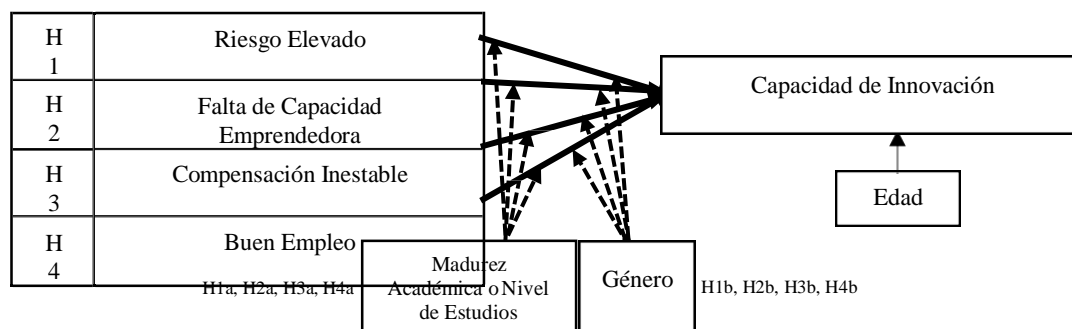 H
1
Riesgo Elevado
H
2
Falta de Capacidad
Emprendedora
H
3
Compensación Inestable
H
4
Buen Empleo
Capacidad de Innovación
Edad
H1a, H2a, H3a, H4a
Madurez
Académica o Nivel
de Estudios
Género
H1b, H2b, H3b, H4b